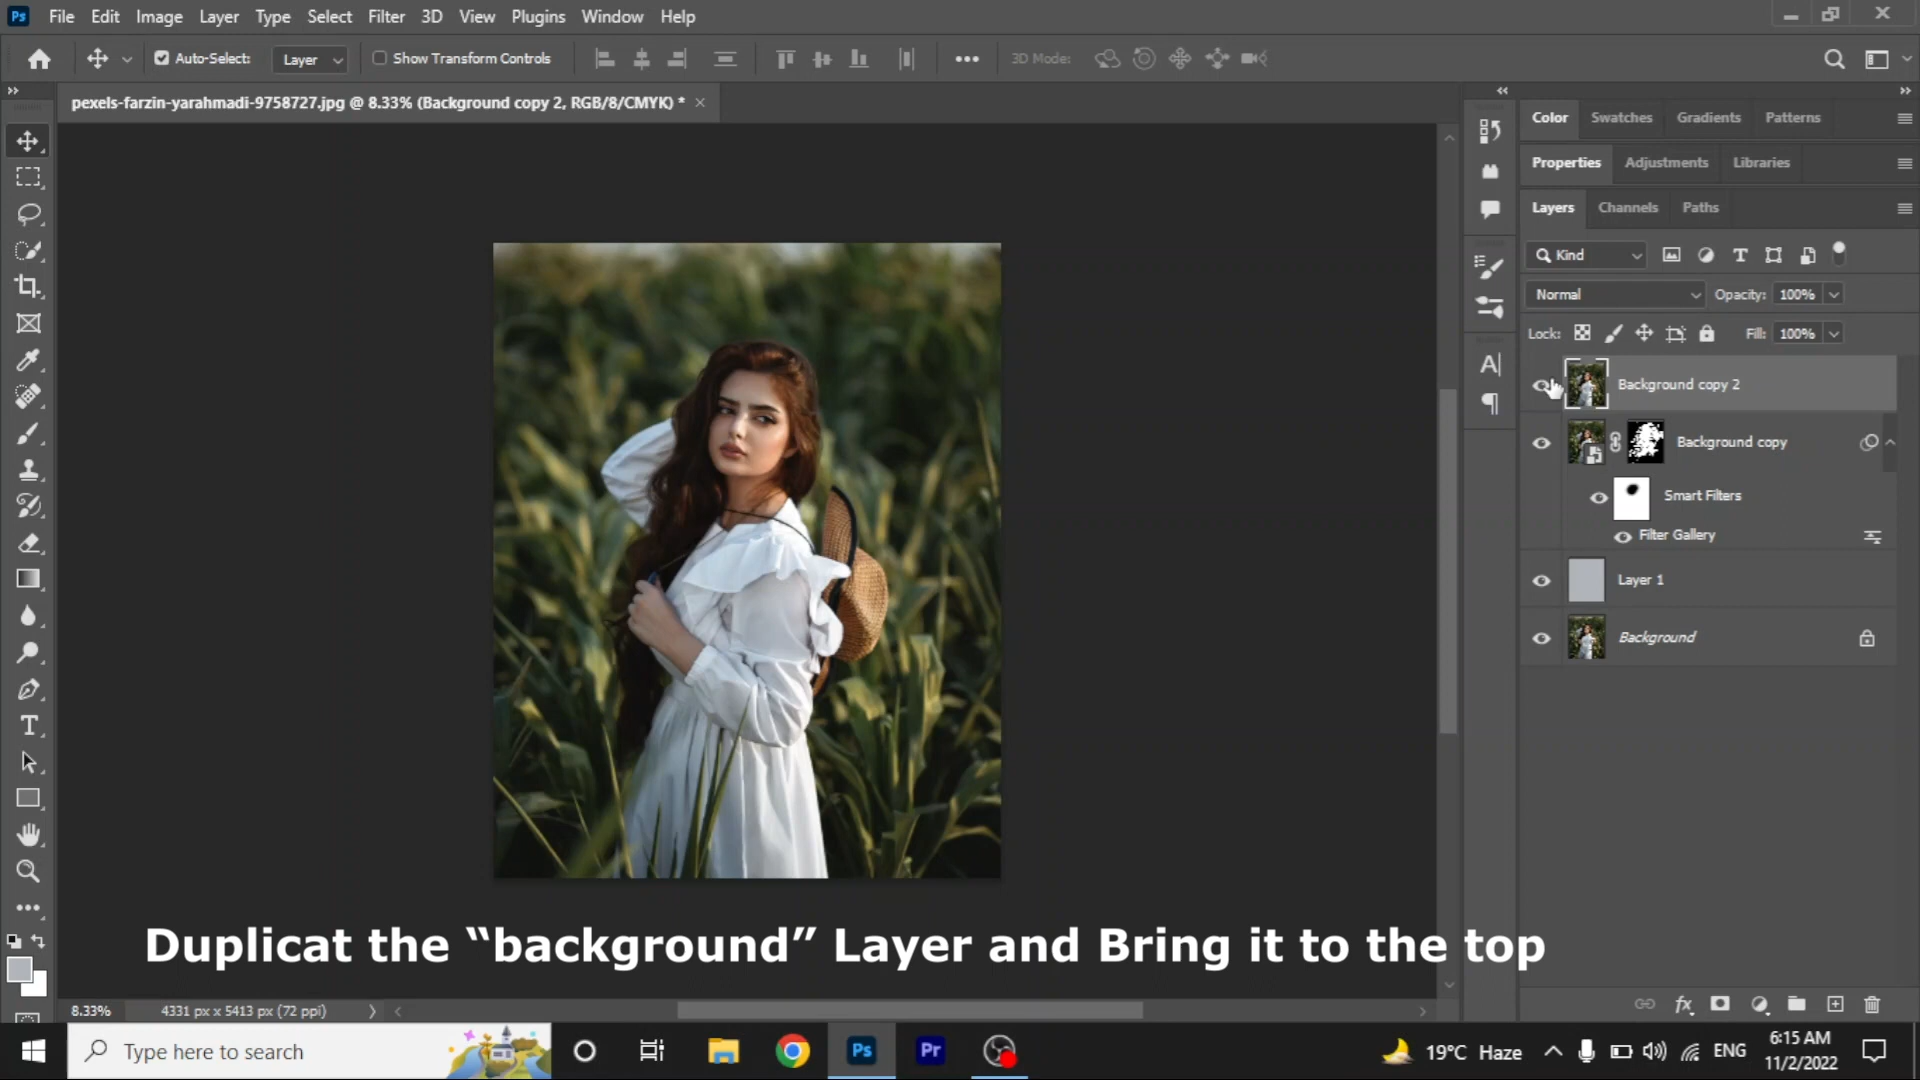 Ps File Edit Image Layer Type Select Filter 3D View Plugins Window Help
Auto-Select: Layer Show Transform Controls 3D Mode:
pexels-farzin-yarahmadi-9758727.jpg @ 8.33% (Background copy 2, RGB/8/CMYK) *
Color Swatches Gradients Patterns
Properties Adjustments Libraries
Layers Channels Paths
Kind
Normal Opacity: 100%
Lock: Fill: 100%
Background copy 2
Background copy
Smart Filters
Filter Gallery
Layer 1
Background
Duplicat the “background” Layer and Bring it to the top
8.33% 4331 px x 5413 px (72 ppi)
Type here to search Ps Pr 19°C Haze ENG 6:15 AM
11/2/2022